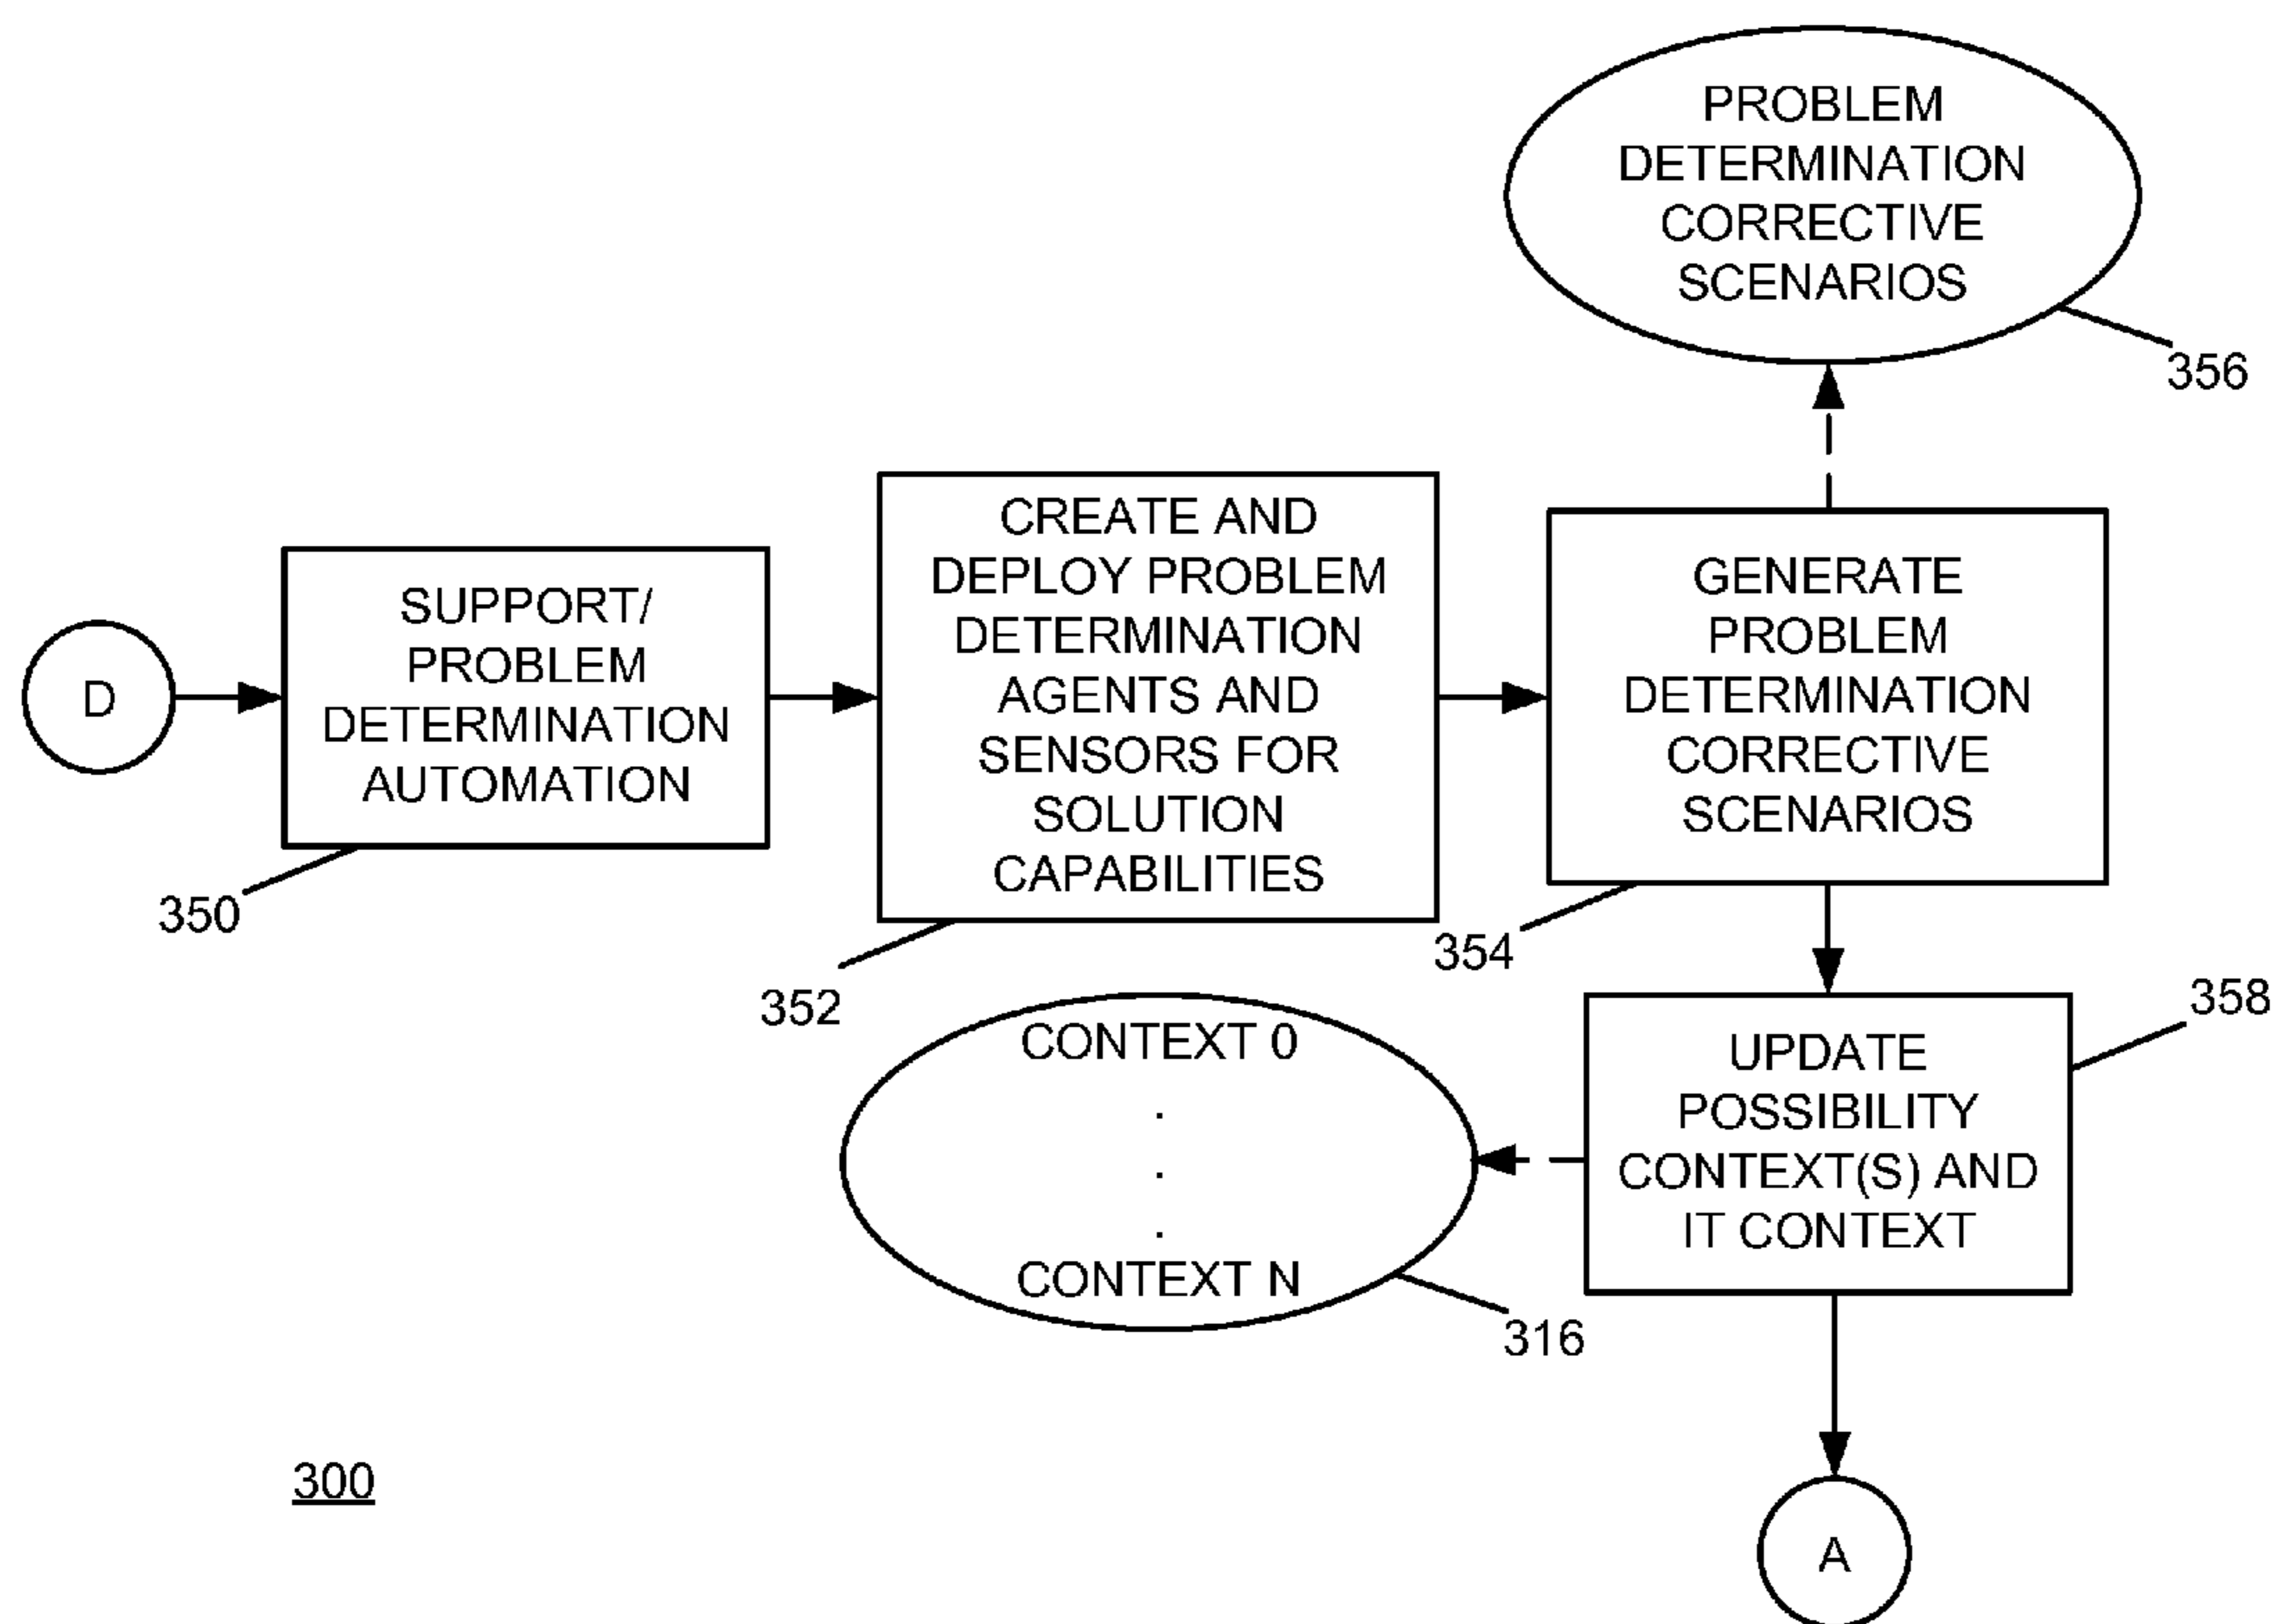 PROBLEM
DETERMINATION
CORRECTIVE
SCENARIOS
356
D
SUPPORT/
PROBLEM
DETERMINATION
AUTOMATION
350
CREATE AND
DEPLOY PROBLEM
DETERMINATION
AGENTS AND
SENSORS FOR
SOLUTION
CAPABILITIES
352
GENERATE
PROBLEM
DETERMINATION
CORRECTIVE
SCENARIOS
354
CONTEXT 0
.
.
.
CONTEXT N
316
UPDATE
POSSIBILITY
CONTEXT(S) AND
IT CONTEXT
358
300
A